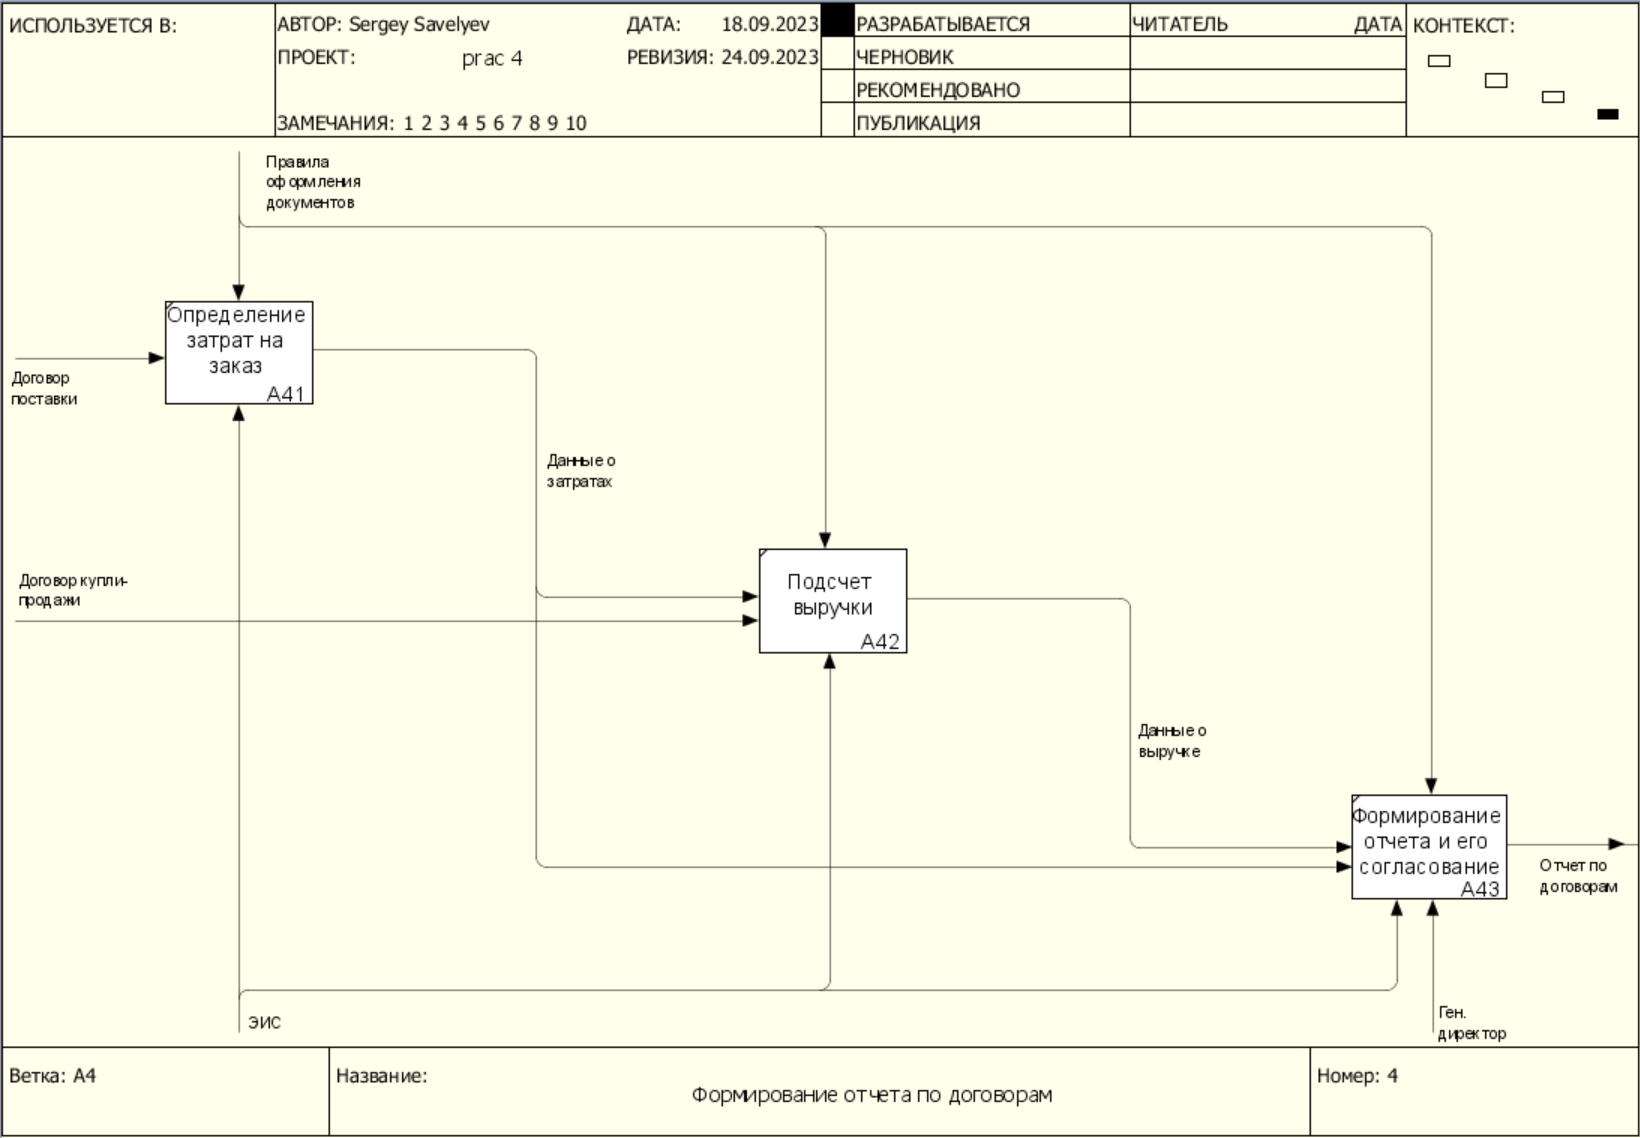 ИСПОЛЬЗУЕТСЯ В:
АВТОР: Sergey Savelyev
ДАТА: 18.09.2023
ПРОЕКТ: prac 4
РЕВИЗИЯ: 24.09.2023
ЗАМЕЧАНИЯ: 1 2 3 4 5 6 7 8 9 10
РАЗРАБАТЫВАЕТСЯ
ЧЕРНОВИК
РЕКОМЕНДОВАНО
ПУБЛИКАЦИЯ
ЧИТАТЕЛЬ
ДАТА
КОНТЕКСТ:
Правила
оформления
документов
Определение
затрат на
заказ
A41
Договор
поставки
Данные о
затратах
Договор купли-
продажи
Подсчет
выручки
A42
Данные о
выручке
Формирование
отчета и его
согласование
A43
Отчет по
договорам
ЭИС
Ген.
директор
Ветка: A4
Название:
Формирование отчета по договорам
Номер: 4